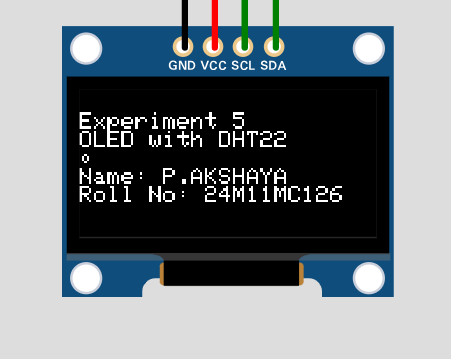 GND VCC SCL SDA
Experiment 5
OLED with DHT22
o
Name: P.AKSHAYA
Roll No: 24M11MC126